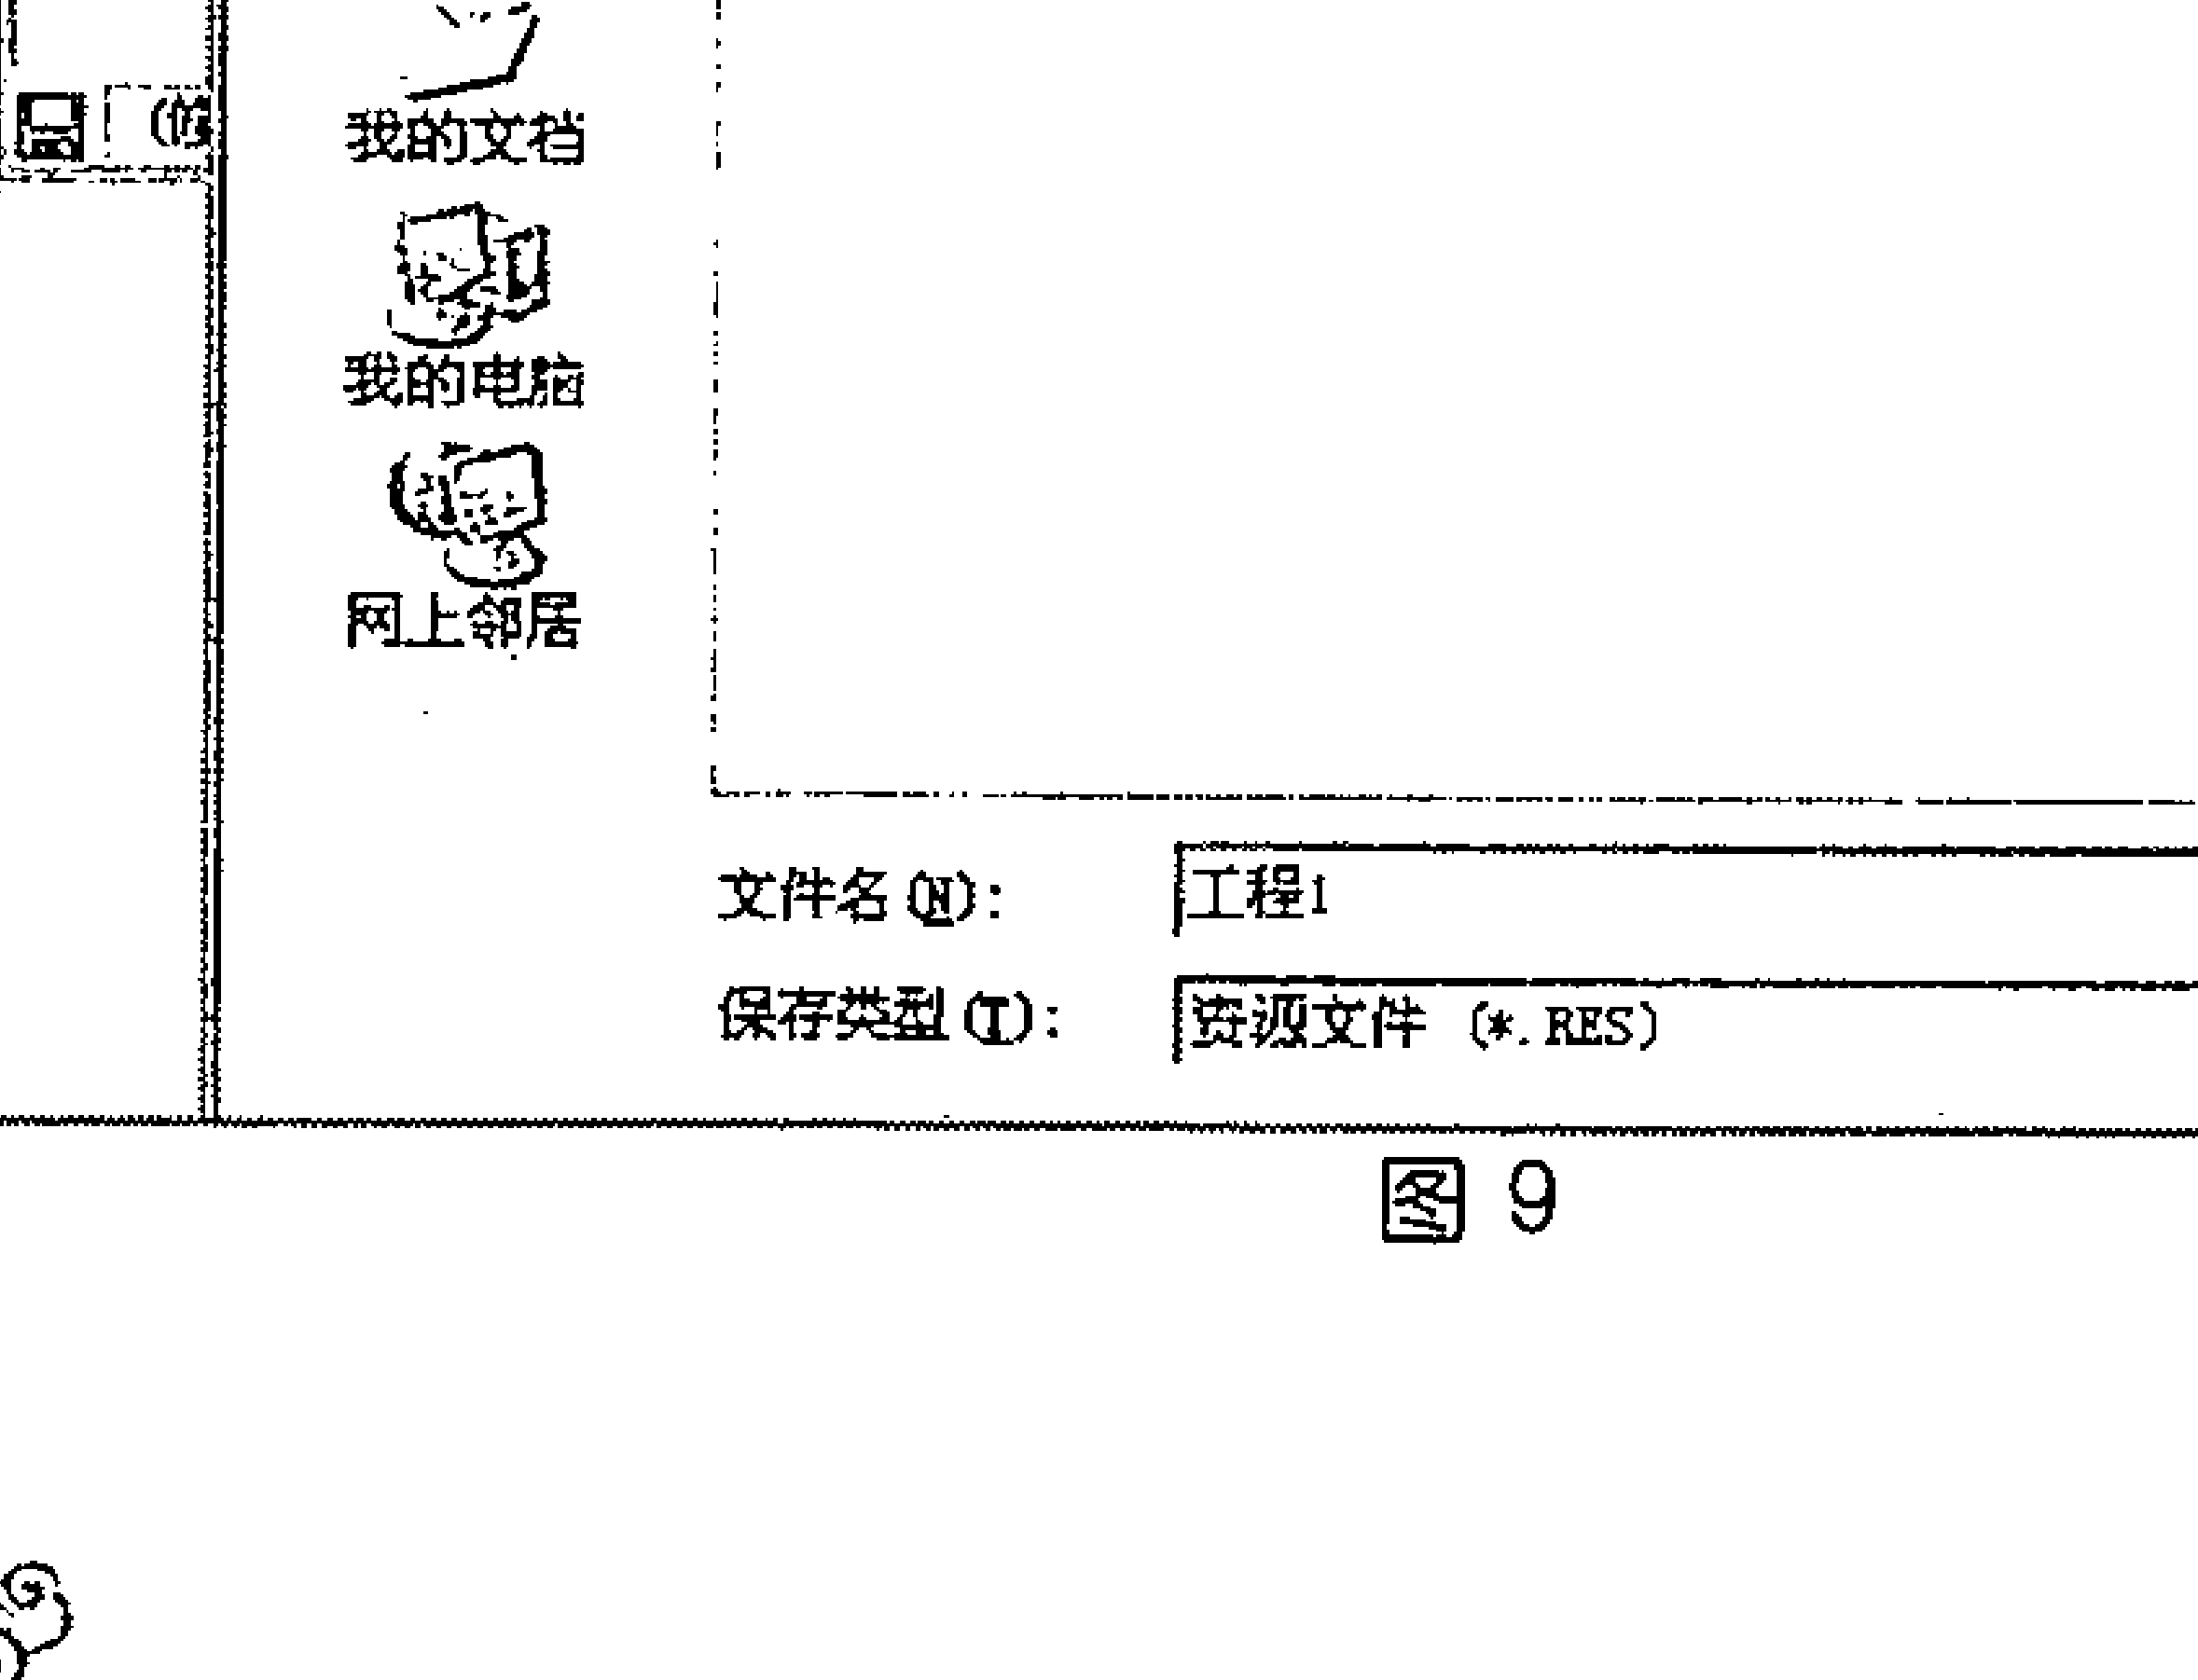 我的文档
我的电脑
网上邻居
文件名(N): 工程1
保存类型(T): 资源文件 (*.RES)
图 9